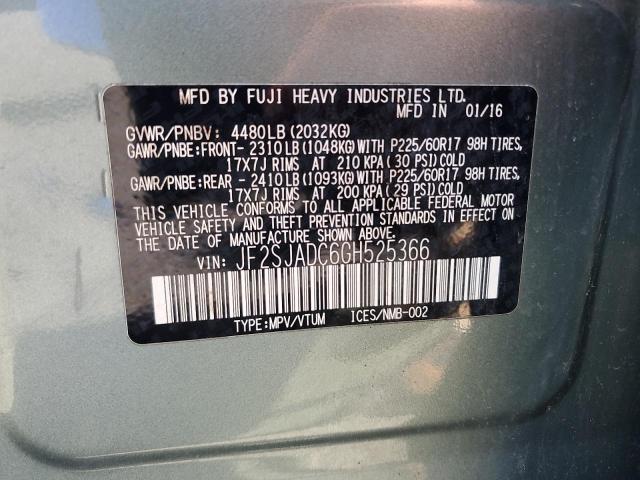 MFD BY FUJI HEAVY INDUSTRIES LTD.
MFD IN 01/16
GVWR/PNBV: 4480LB(2032KG)
GAWR/PNBE:FRONT- 2310LB(1048KG)WITH P225/60R17 98H TIRES,
17X7J RIMS AT 210 KPA( 30 PSI)COLD
GAWR/PNBE:REAR - 2410LB(1093KG)WITH P225/60R17 98H TIRES,
17X7J RIMS AT 200 KPA( 29 PSI)COLD
THIS VEHICLE CONFORMS TO ALL APPLICABLE FEDERAL MOTOR
VEHICLE SAFETY AND THEFT PREVENTION STANDARDS IN EFFECT ON
THE DATE OF MANUFACTURE SHOWN ABOVE.
VIN: JF2SJADC6GH525366
TYPE:MPV/VTUM ICES/NMB-002